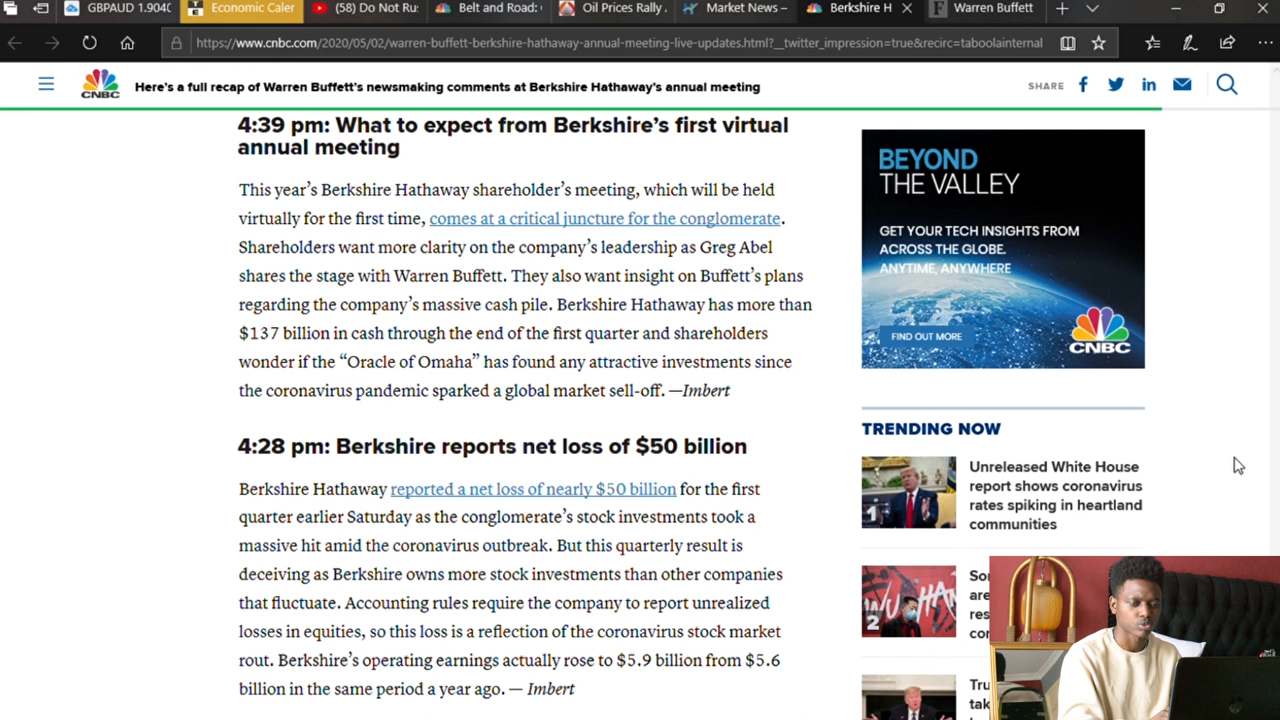 GBPAUD 1.904
Economic Caler
(58) Do Not Ru
Belt and Road:
Oil Prices Rally
Market News –
Berkshire H
Warren Buffett
https://www.cnbc.com/2020/05/02/warren-buffett-berkshire-hathaway-annual-meeting-live-updates.html?__twitter_impression=true&recirc=taboolainternal
CNBC
Here’s a full recap of Warren Buffett’s newsmaking comments at Berkshire Hathaway’s annual meeting
SHARE
4:39 pm: What to expect from Berkshire’s first virtual
annual meeting
This year’s Berkshire Hathaway shareholder’s meeting, which will be held
virtually for the first time, comes at a critical juncture for the conglomerate.
Shareholders want more clarity on the company’s leadership as Greg Abel
shares the stage with Warren Buffett. They also want insight on Buffett’s plans
regarding the company’s massive cash pile. Berkshire Hathaway has more than
$137 billion in cash through the end of the first quarter and shareholders
wonder if the “Oracle of Omaha” has found any attractive investments since
the coronavirus pandemic sparked a global market sell-off. —Imbert
4:28 pm: Berkshire reports net loss of $50 billion
Berkshire Hathaway reported a net loss of nearly $50 billion for the first
quarter earlier Saturday as the conglomerate’s stock investments took a
massive hit amid the coronavirus outbreak. But this quarterly result is
deceiving as Berkshire owns more stock investments than other companies
that fluctuate. Accounting rules require the company to report unrealized
losses in equities, so this loss is a reflection of the coronavirus stock market
rout. Berkshire’s operating earnings actually rose to $5.9 billion from $5.6
billion in the same period a year ago. — Imbert
BEYOND
THE VALLEY
GET YOUR TECH INSIGHTS FROM
ACROSS THE GLOBE.
ANYTIME, ANYWHERE
FIND OUT MORE
CNBC
TRENDING NOW
1
Unreleased White House
report shows coronavirus
rates spiking in heartland
communities
WUHAN
2
So
are
res
co
Tru
tak